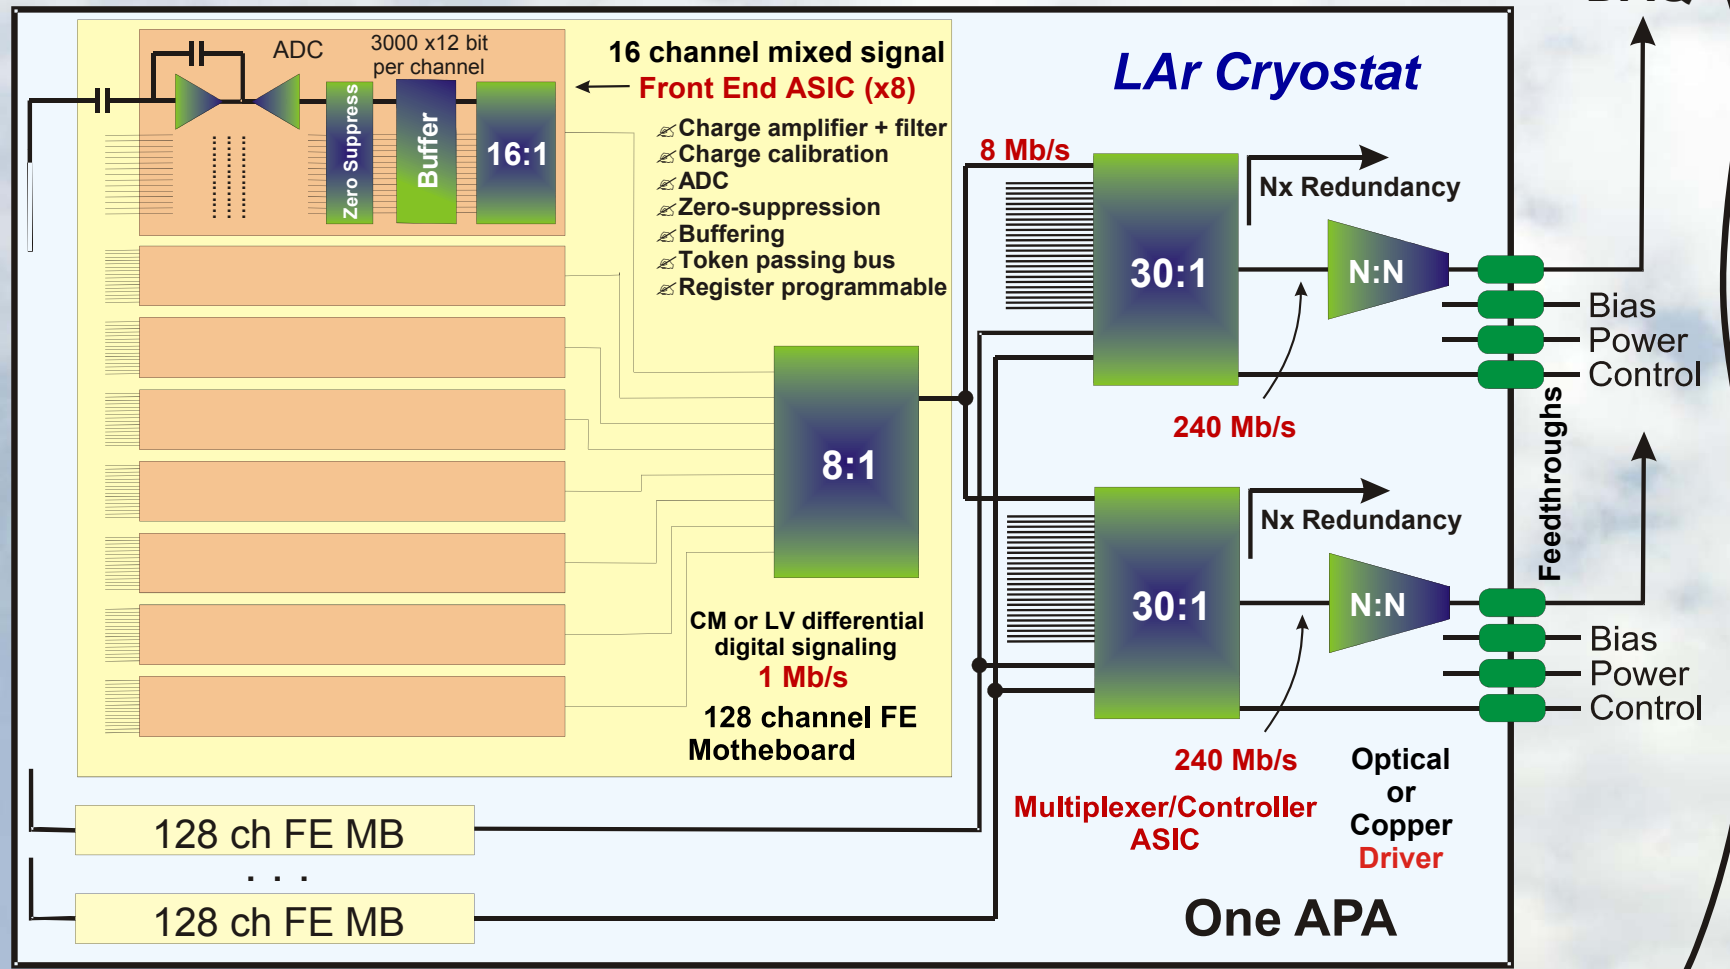 ADC
3000 x12 bit
per channel
Zero Suppress
Buffer
16:1
16 channel mixed signal
Front End ASIC (x8)
Charge amplifier + filter
Charge calibration
ADC
Zero-suppression
Buffering
Token passing bus
Register programmable
8:1
CM or LV differential
digital signaling
1 Mb/s
128 channel FE
Motheboard
128 ch FE MB
. . .
128 ch FE MB
LAr Cryostat
8 Mb/s
30:1
Nx Redundancy
N:N
240 Mb/s
Bias
Power
Control
Feedthroughs
30:1
Nx Redundancy
N:N
240 Mb/s
Bias
Power
Control
Multiplexer/Controller
ASIC
Optical
or
Copper
Driver
One APA